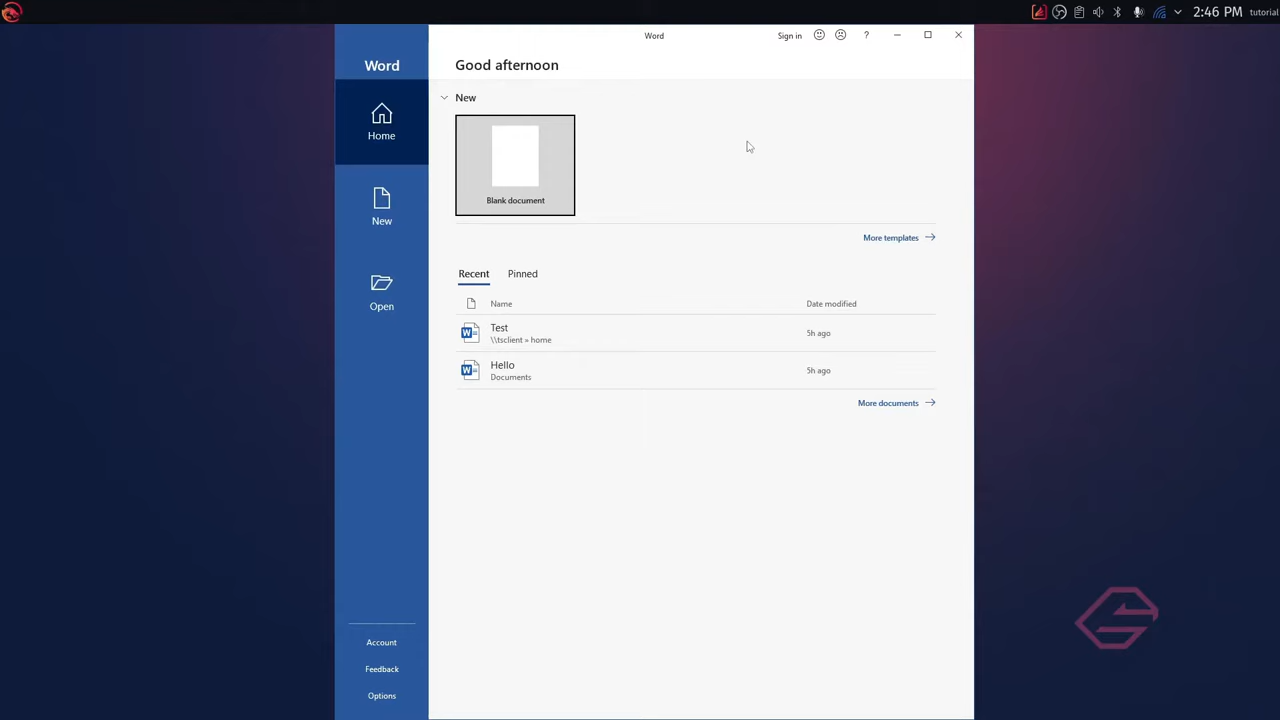 2:46 PM
tutorial
Word
Sign in
?
Word
Good afternoon
Home
New
Open
Account
Feedback
Options
New
Blank document
More templates
Recent
Pinned
Name
Date modified
Test
\\tsclient » home
5h ago
Hello
Documents
5h ago
More documents